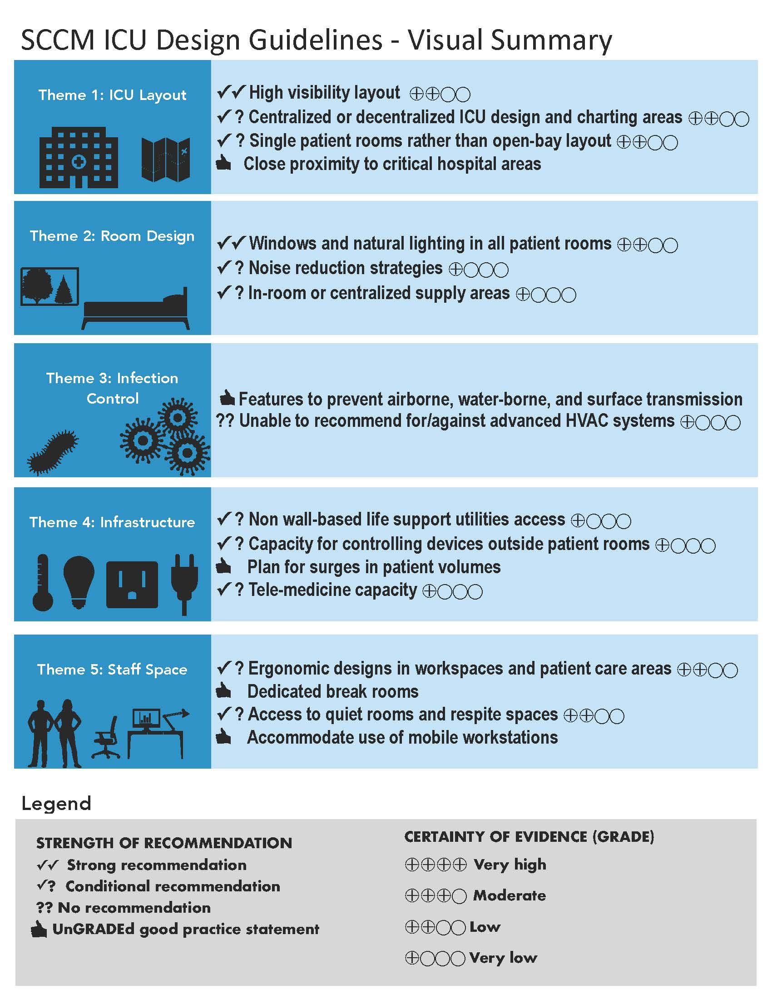 SCCM ICU Design Guidelines - Visual Summary
Theme 1: ICU Layout
✓✓ High visibility layout ⊕⊕◯◯
✓? Centralized or decentralized ICU design and charting areas ⊕⊕◯◯
✓? Single patient rooms rather than open-bay layout ⊕⊕◯◯
Close proximity to critical hospital areas
Theme 2: Room Design
✓✓ Windows and natural lighting in all patient rooms ⊕⊕◯◯
✓? Noise reduction strategies ⊕◯◯◯
✓? In-room or centralized supply areas ⊕◯◯◯
Theme 3: Infection
Control
Features to prevent airborne, water-borne, and surface transmission
?? Unable to recommend for/against advanced HVAC systems ⊕◯◯◯
Theme 4: Infrastructure
✓? Non wall-based life support utilities access ⊕◯◯◯
✓? Capacity for controlling devices outside patient rooms ⊕◯◯◯
Plan for surges in patient volumes
✓? Tele-medicine capacity ⊕◯◯◯
Theme 5: Staff Space
✓? Ergonomic designs in workspaces and patient care areas ⊕⊕◯◯
Dedicated break rooms
✓? Access to quiet rooms and respite spaces ⊕⊕◯◯
Accommodate use of mobile workstations
Legend
STRENGTH OF RECOMMENDATION
✓✓ Strong recommendation
✓? Conditional recommendation
?? No recommendation
UnGRADEd good practice statement
CERTAINTY OF EVIDENCE (GRADE)
⊕⊕⊕⊕ Very high
⊕⊕⊕◯ Moderate
⊕⊕◯◯ Low
⊕◯◯◯ Very low